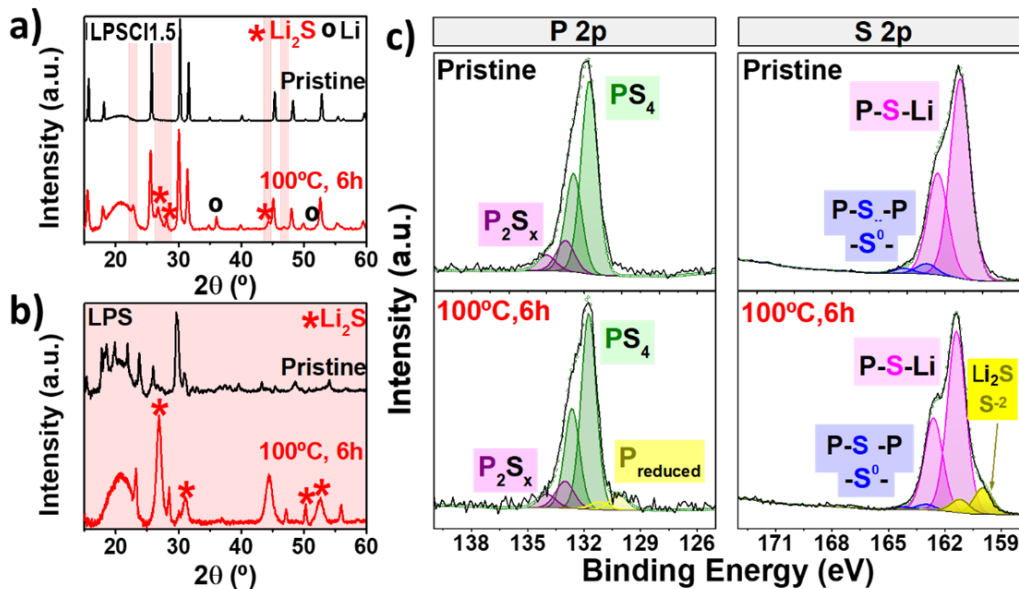 a)
LPSCl1.5
*Li2S o Li
Pristine
100ºC, 6h
* * * o o
Intensity (a.u.)
15 20 30 40 50 60
2θ (º)
b)
LPS
*Li2S
Pristine
100ºC, 6h
* * * *
Intensity (a.u.)
20 30 40 50 60
2θ (º)
c)
P 2p
S 2p
Pristine
PS4
P2Sx
Pristine
P-S-Li
P-S..-P
-S0-
100ºC,6h
PS4
P2Sx
Preduced
100ºC,6h
P-S-Li
Li2S
S-2
P-S -P
-S0-
Intensity (a.u.)
138 135 132 129 126
171 168 165 162 159
Binding Energy (eV)